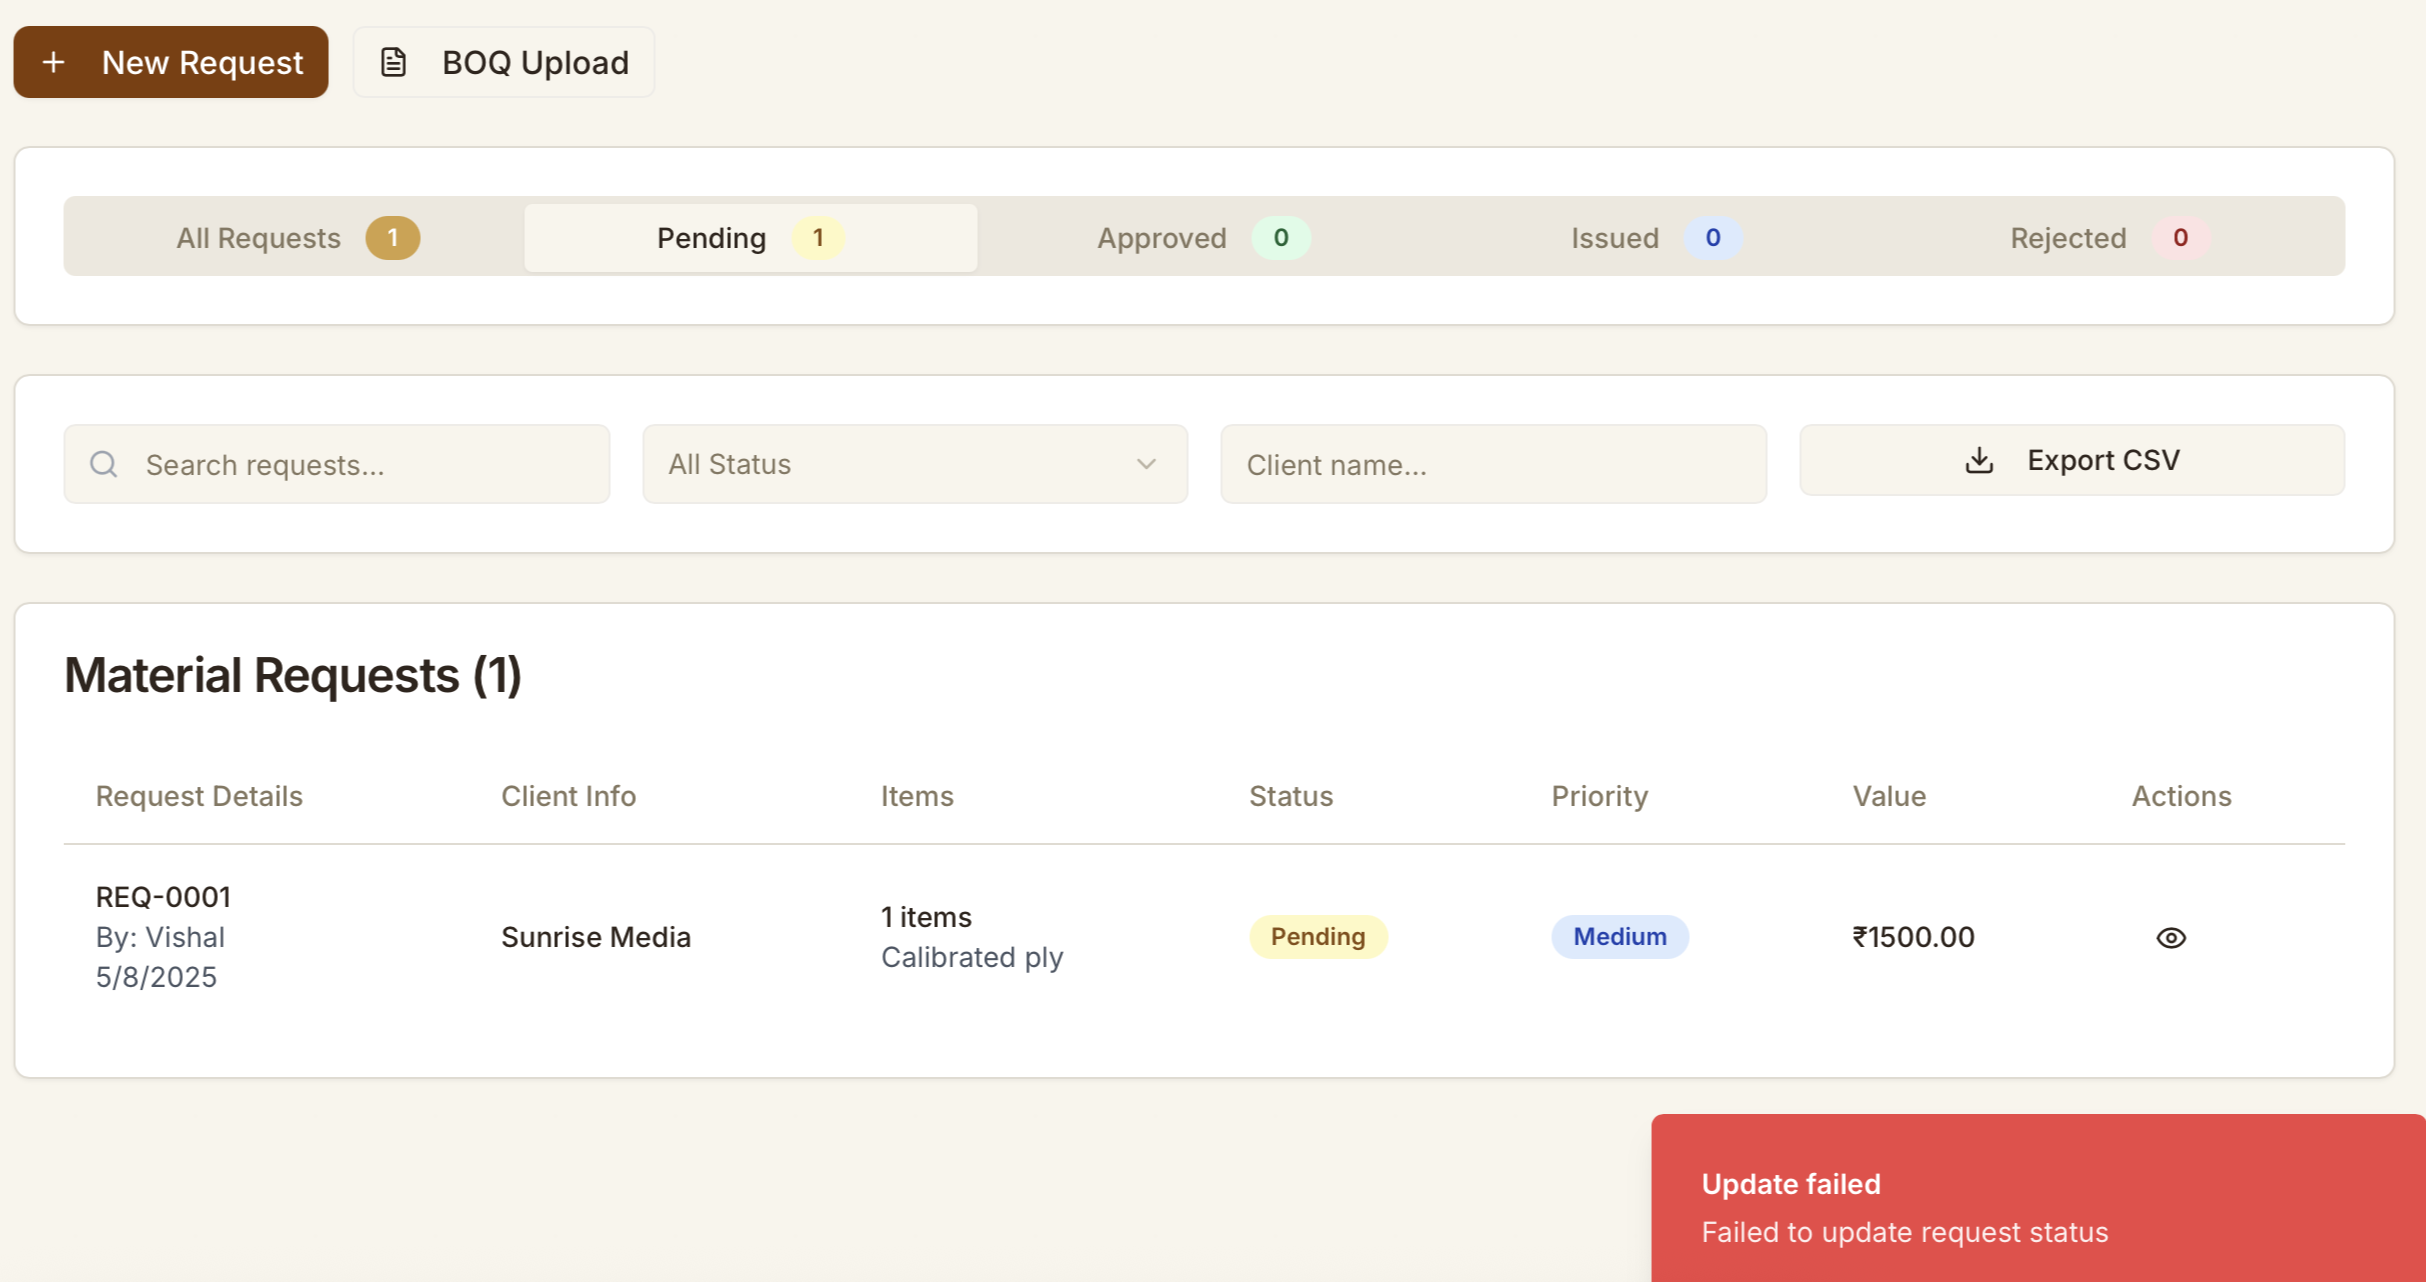 New Request
BOQ Upload
All Requests 1
Pending 1
Approved 0
Issued 0
Rejected 0
Search requests...
All Status
Client name...
Export CSV
Material Requests (1)
Request Details
Client Info
Items
Status
Priority
Value
Actions
REQ-0001
By: Vishal
5/8/2025
Sunrise Media
1 items
Calibrated ply
Pending
Medium
₹1500.00
Update failed
Failed to update request status